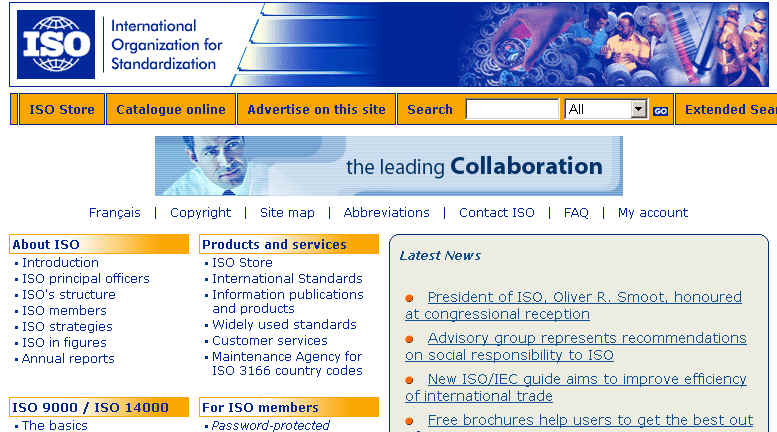 ISO
International
Organization for
Standardization
ISO Store
Catalogue online
Advertise on this site
Search
All
GO
Extended Sea
the leading Collaboration
Français | Copyright | Site map | Abbreviations | Contact ISO | FAQ | My account
About ISO
Introduction
ISO principal officers
ISO's structure
ISO members
ISO strategies
ISO in figures
Annual reports
Products and services
ISO Store
International Standards
Information publications
and products
Widely used standards
Customer services
Maintenance Agency for
ISO 3166 country codes
Latest News
President of ISO, Oliver R. Smoot, honoured
at congressional reception
Advisory group represents recommendations
on social responsibility to ISO
New ISO/IEC guide aims to improve efficiency
of international trade
Free brochures help users to get the best out
ISO 9000 / ISO 14000
The basics
For ISO members
Password-protected